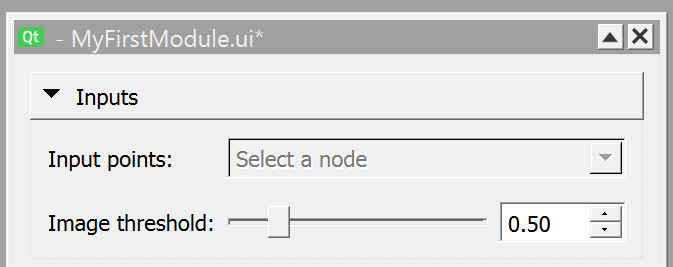 Qt - MyFirstModule.ui*
Inputs
Input points: Select a node
Image threshold: 0.50